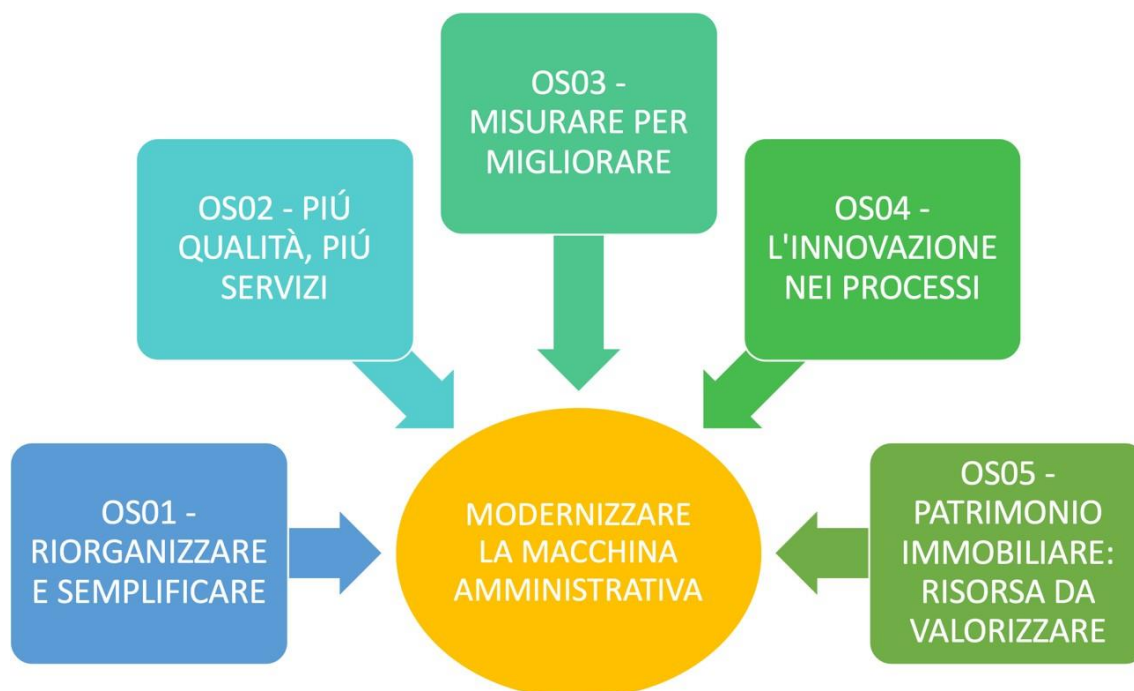 OS01 -
RIORGANIZZARE
E SEMPLIFICARE
OS02 - PIÚ
QUALITÀ, PIÚ
SERVIZI
OS03 -
MISURARE PER
MIGLIORARE
OS04 -
L'INNOVAZIONE
NEI PROCESSI
OS05 -
PATRIMONIO
IMMOBILIARE:
RISORSA DA
VALORIZZARE
MODERNIZZARE
LA MACCHINA
AMMINISTRATIVA